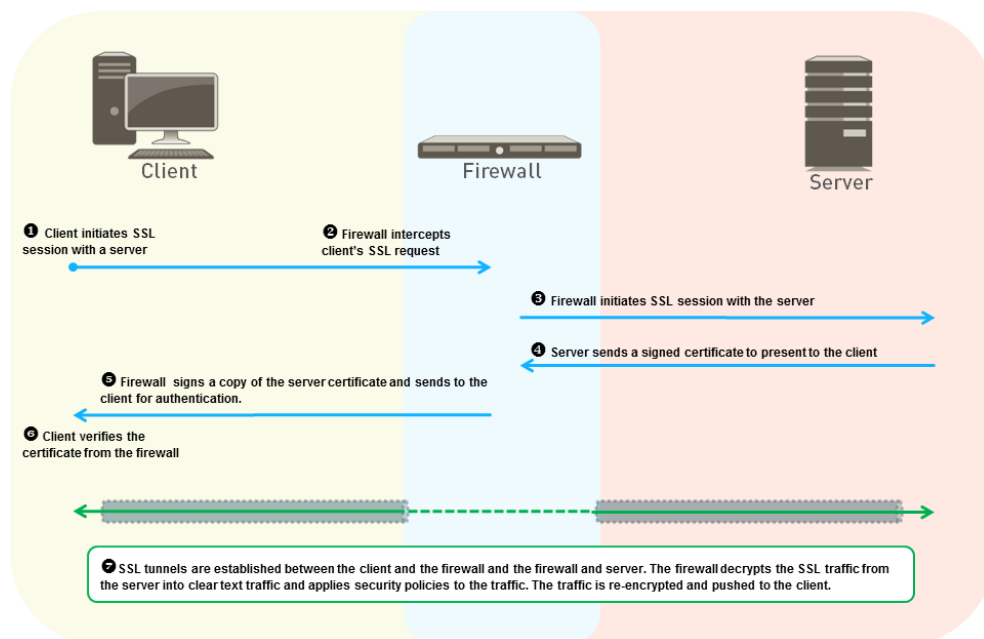 Client
Firewall
Server
❶ Client initiates SSL
session with a server
❷ Firewall intercepts
client's SSL request
❸ Firewall initiates SSL session with the server
❹ Server sends a signed certificate to present to the client
❺ Firewall signs a copy of the server certificate and sends to the
client for authentication.
❻ Client verifies the
certificate from the firewall
❼ SSL tunnels are established between the client and the firewall and the firewall and server. The firewall decrypts the SSL traffic from
the server into clear text traffic and applies security policies to the traffic. The traffic is re-encrypted and pushed to the client.